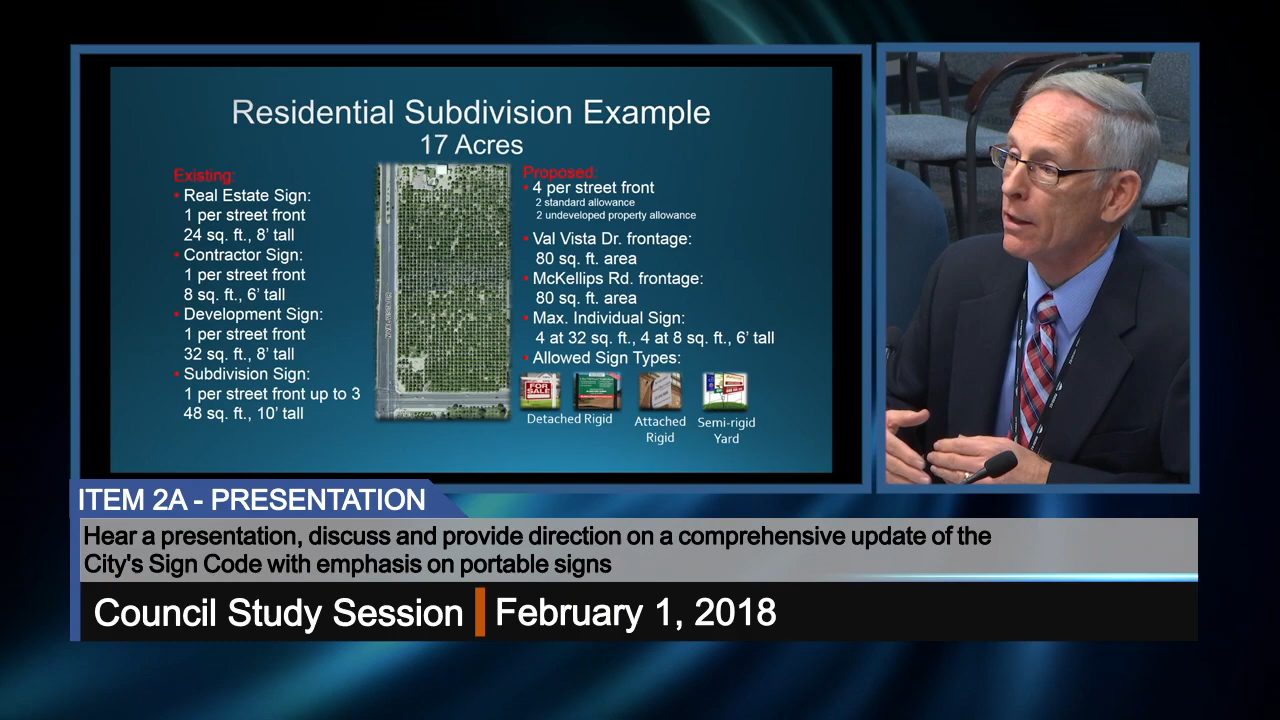 Residential Subdivision Example
17 Acres
Existing:
• Real Estate Sign:
1 per street front
24 sq. ft., 8' tall
• Contractor Sign:
1 per street front
8 sq. ft., 6' tall
• Development Sign:
1 per street front
32 sq. ft., 8' tall
• Subdivision Sign:
1 per street front up to 3
48 sq. ft., 10' tall
Proposed:
• 4 per street front
2 standard allowance
2 undeveloped property allowance
• Val Vista Dr. frontage:
80 sq. ft. area
• McKellips Rd. frontage:
80 sq. ft. area
• Max. Individual Sign:
4 at 32 sq. ft., 4 at 8 sq. ft., 6' tall
• Allowed Sign Types:
FOR
SALE
Detached Rigid
Attached
Rigid
Semi-rigid
Yard
ITEM 2A - PRESENTATION
Hear a presentation, discuss and provide direction on a comprehensive update of the
City's Sign Code with emphasis on portable signs
Council Study Session
February 1, 2018